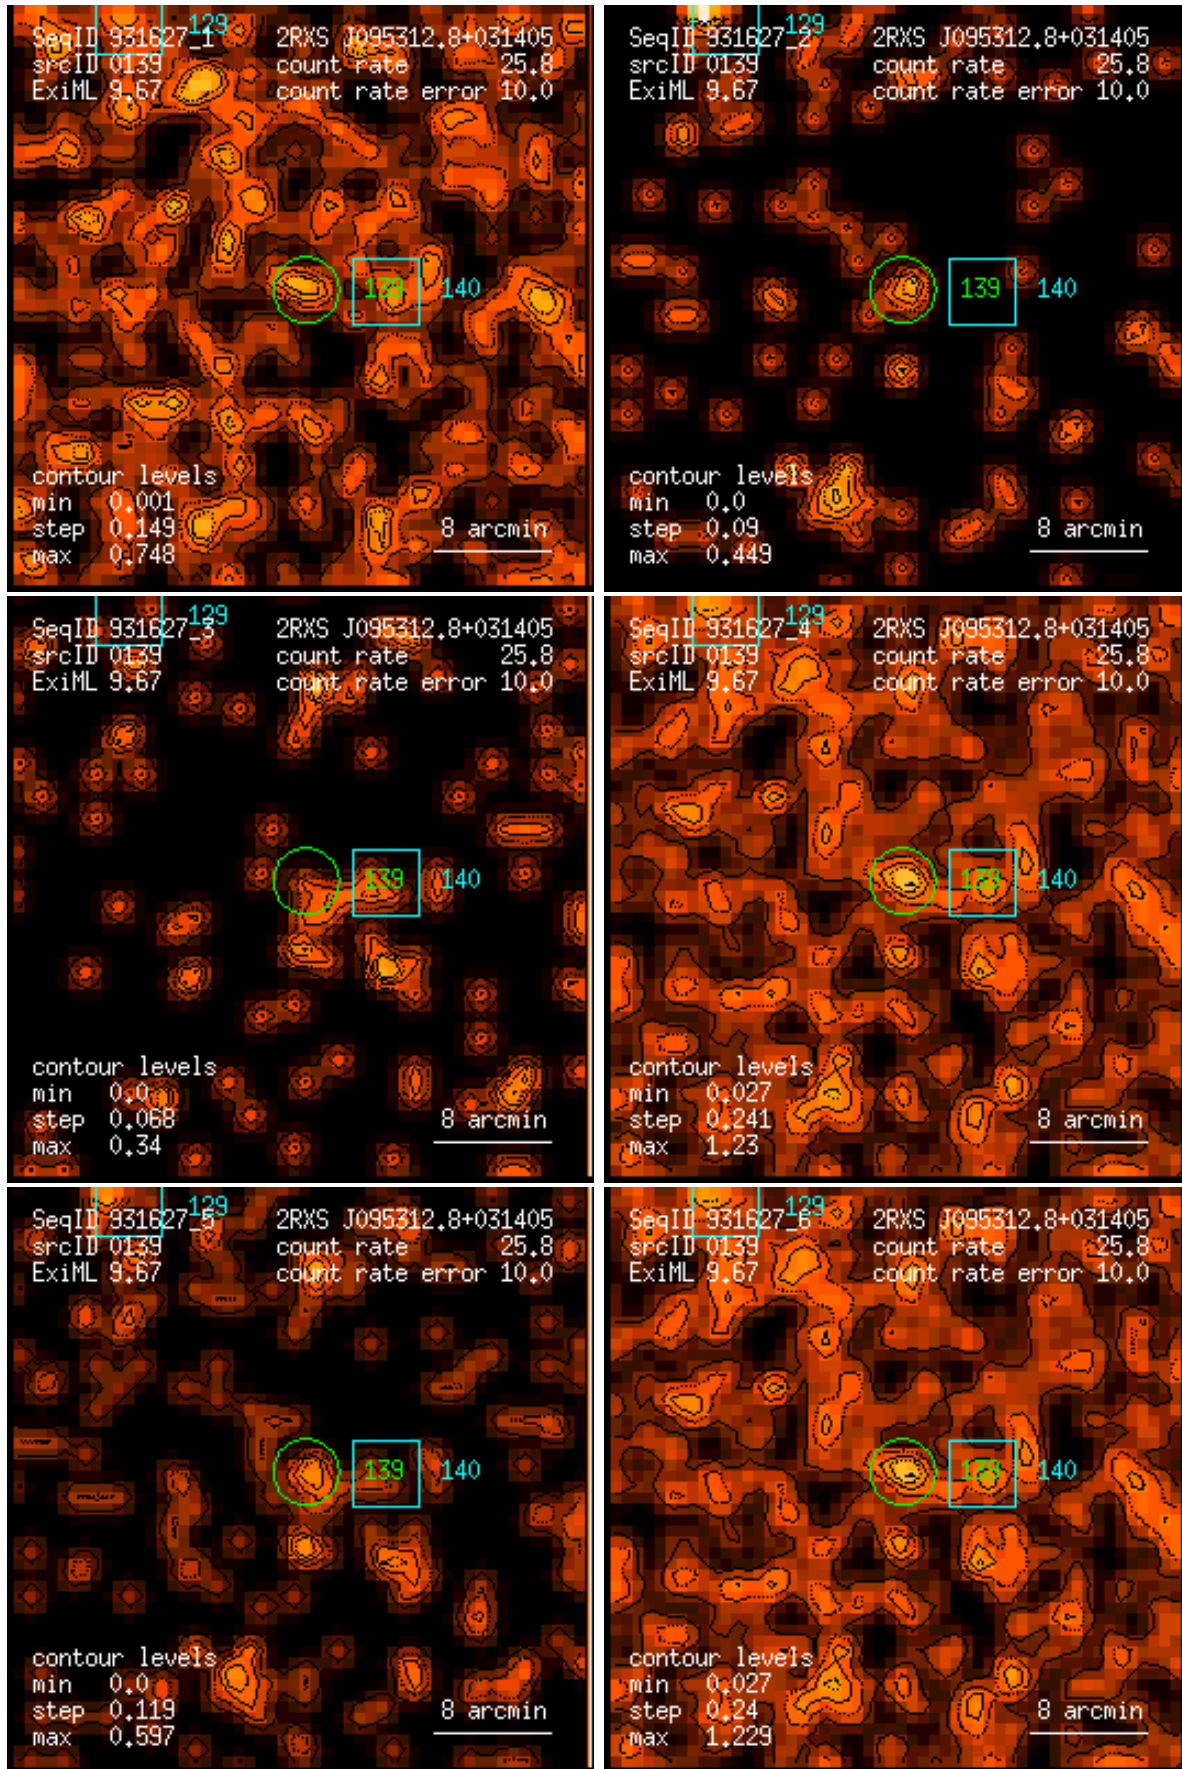 129
SeqID 931627_1 2RXS J095312.8+031405
srcID 0139 count rate 25.8
ExiML 9.67 count rate error 10.0
139 140
contour levels
min 0.001
step 0.149 8 arcmin
max 0.748
129
SeqID 931627_2 2RXS J095312.8+031405
srcID 0139 count rate 25.8
ExiML 9.67 count rate error 10.0
139 140
contour levels
min 0.0
step 0.09 8 arcmin
max 0.449
129
SeqID 931627_3 2RXS J095312.8+031405
srcID 0139 count rate 25.8
ExiML 9.67 count rate error 10.0
139 140
contour levels
min 0.0
step 0.068 8 arcmin
max 0.34
129
SeqID 931627_4 2RXS J095312.8+031405
srcID 0139 count rate 25.8
ExiML 9.67 count rate error 10.0
139 140
contour levels
min 0.027
step 0.241 8 arcmin
max 1.23
129
SeqID 931627_5 2RXS J095312.8+031405
srcID 0139 count rate 25.8
ExiML 9.67 count rate error 10.0
139 140
contour levels
min 0.0
step 0.119 8 arcmin
max 0.597
129
SeqID 931627_6 2RXS J095312.8+031405
srcID 0139 count rate 25.8
ExiML 9.67 count rate error 10.0
139 140
contour levels
min 0.027
step 0.24 8 arcmin
max 1.229